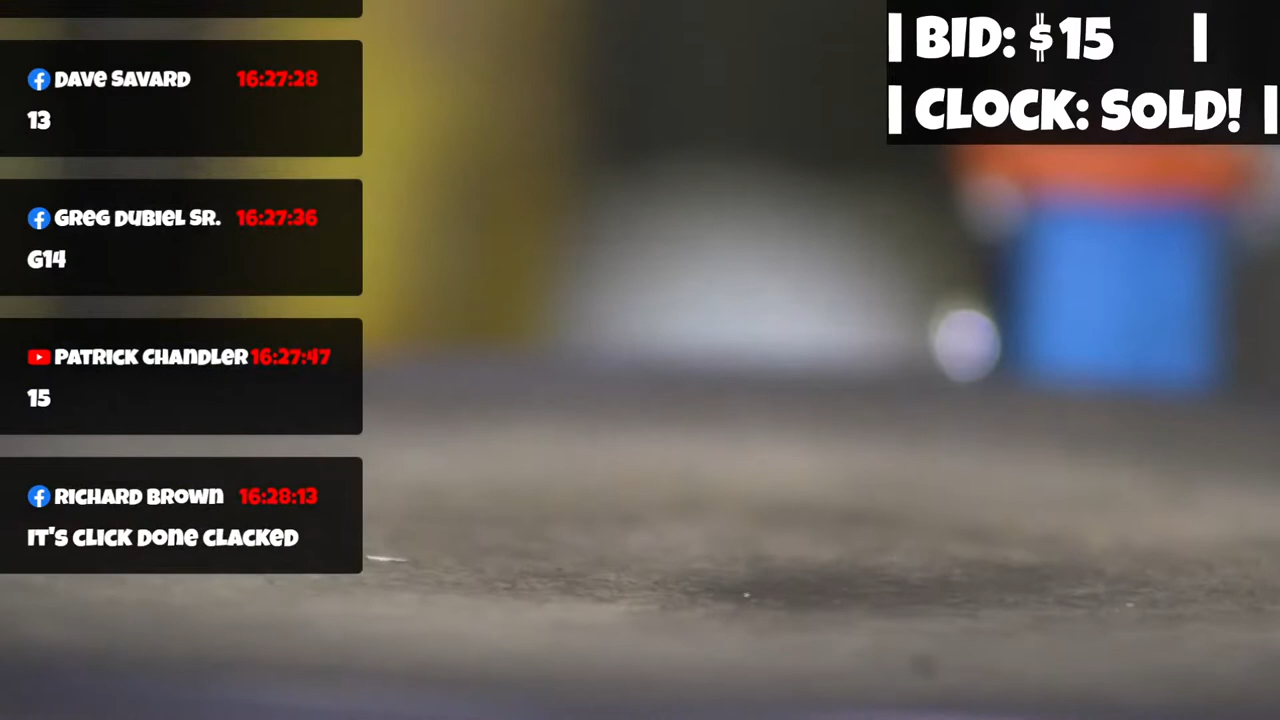 Dave Savard 16:27:28
13
Greg Dubiel Sr. 16:27:36
G14
Patrick Chandler 16:27:47
15
Richard Brown 16:28:13
It's click done clacked
| BID: $15 |
| CLOCK: SOLD! |